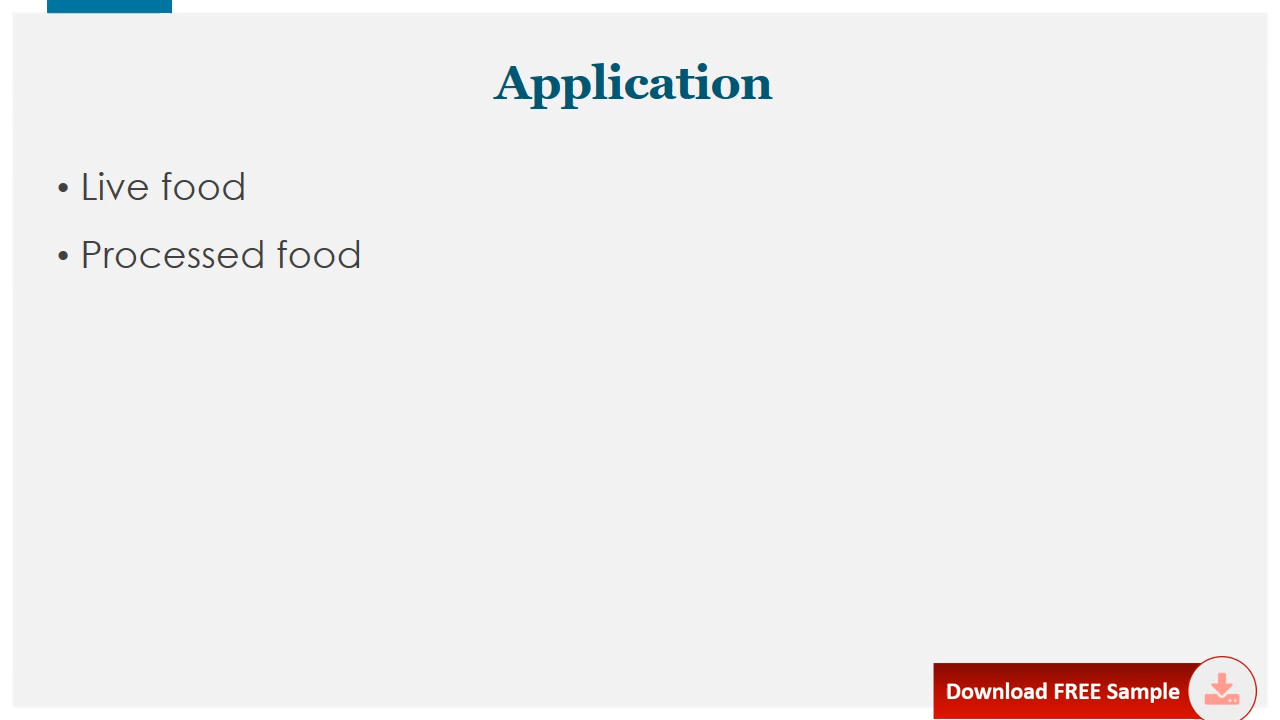 Application
• Live food
• Processed food
Download FREE Sample